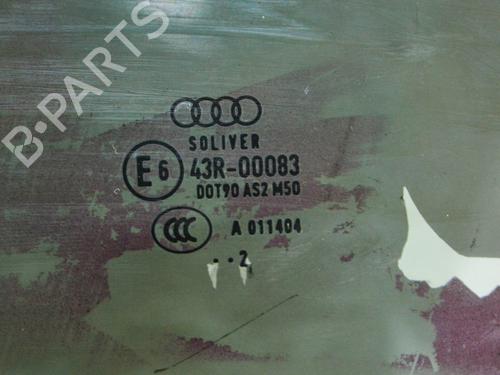 B-PARTS
SOLIVER
E6 43R-00083
DOT90 AS2 M50
CCC A 011404
..2